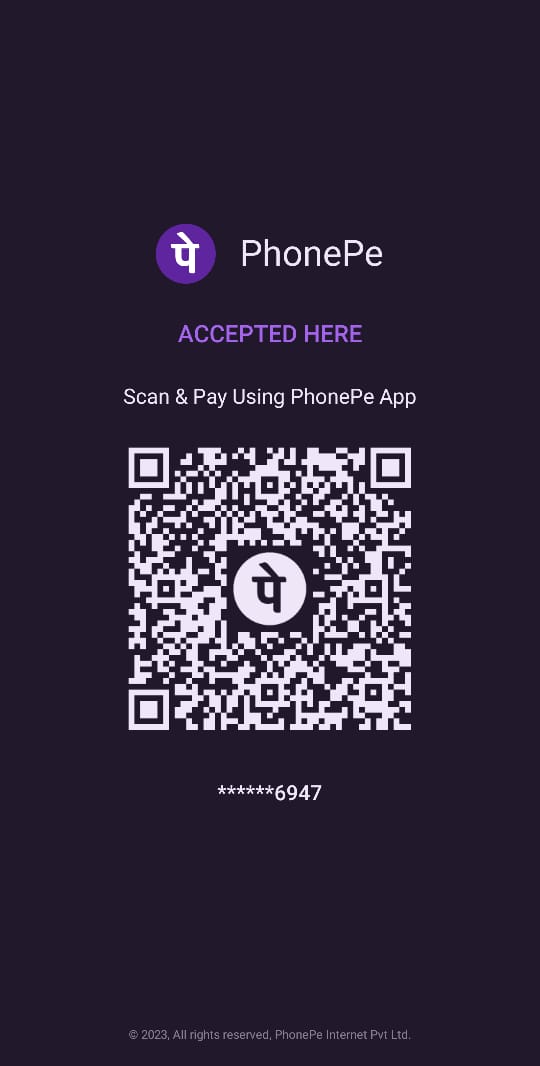 पे PhonePe
ACCEPTED HERE
Scan & Pay Using PhonePe App
पे
******6947
© 2023, All rights reserved, PhonePe Internet Pvt Ltd.